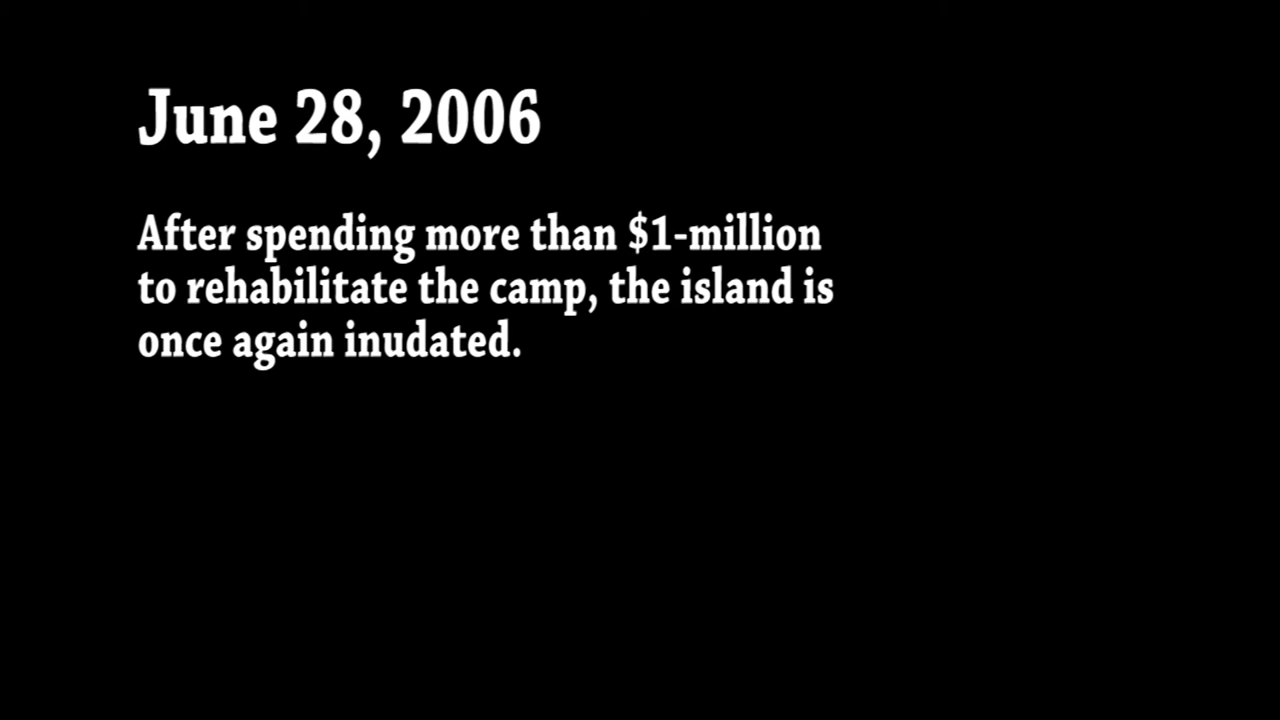 June 28, 2006
After spending more than $1-million
to rehabilitate the camp, the island is
once again inudated.